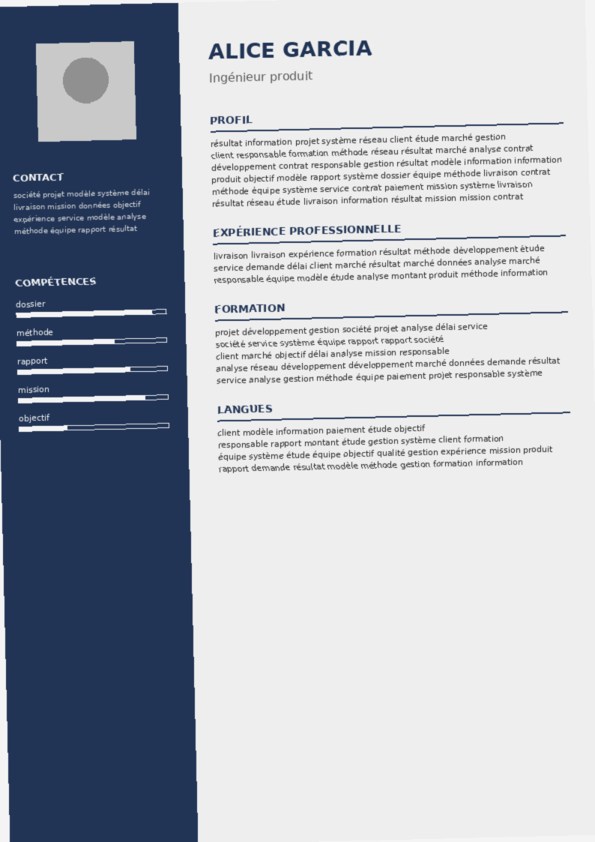 CONTACT
société projet modèle système délai
livraison mission données objectif
expérience service modèle analyse
méthode équipe rapport résultat
COMPÉTENCES
dossier
méthode
rapport
mission
objectif
ALICE GARCIA
Ingénieur produit
PROFIL
résultat information projet système réseau client étude marché gestion
client responsable formation méthode réseau résultat marché analyse contrat
développement contrat responsable gestion résultat modèle information information
produit objectif modèle rapport système dossier équipe méthode livraison contrat
méthode équipe système service contrat paiement mission système livraison
résultat réseau étude livraison information résultat mission mission contrat
EXPÉRIENCE PROFESSIONNELLE
livraison livraison expérience formation résultat méthode développement étude
service demande délai client marché résultat marché données analyse marché
responsable équipe modèle étude analyse montant produit méthode information
FORMATION
projet développement gestion société projet analyse délai service
société service système équipe rapport rapport société
client marché objectif délai analyse mission responsable
analyse réseau développement développement marché données demande résultat
service analyse gestion méthode équipe paiement projet responsable système
LANGUES
client modèle information paiement étude objectif
responsable rapport montant étude gestion système client formation
équipe système étude équipe objectif qualité gestion expérience mission produit
rapport demande résultat modèle méthode gestion formation information